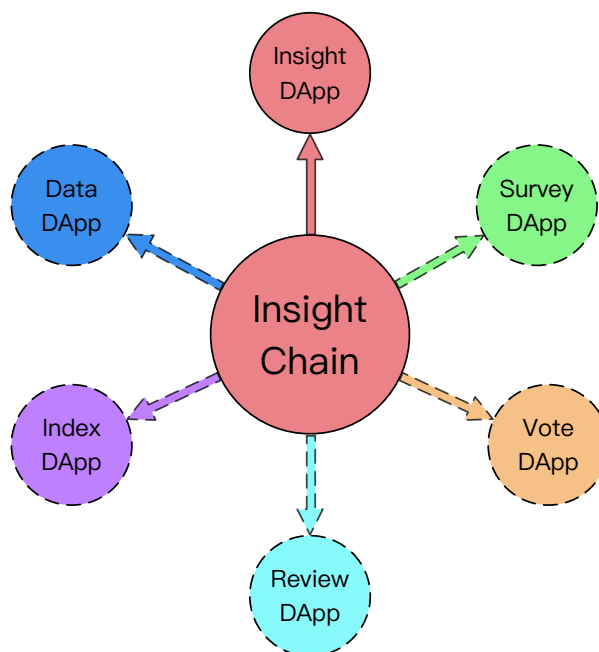 Insight
DApp
Data
DApp
Survey
DApp
Insight
Chain
Index
DApp
Vote
DApp
Review
DApp